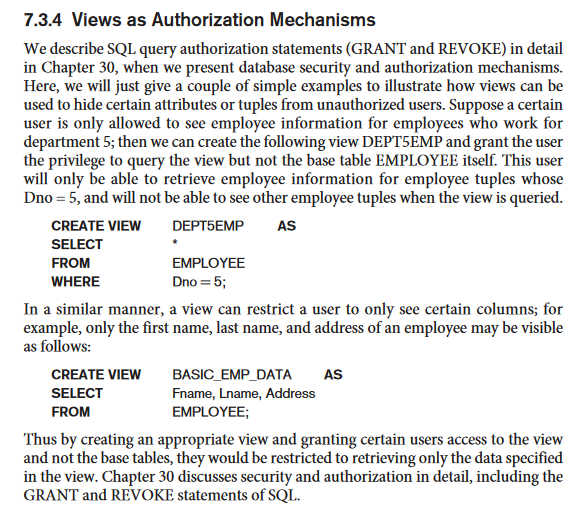 7.3.4 Views as Authorization Mechanisms
We describe SQL query authorization statements (GRANT and REVOKE) in detail
in Chapter 30, when we present database security and authorization mechanisms.
Here, we will just give a couple of simple examples to illustrate how views can be
used to hide certain attributes or tuples from unauthorized users. Suppose a certain
user is only allowed to see employee information for employees who work for
department 5; then we can create the following view DEPT5EMP and grant the user
the privilege to query the view but not the base table EMPLOYEE itself. This user
will only be able to retrieve employee information for employee tuples whose
Dno = 5, and will not be able to see other employee tuples when the view is queried.
CREATE VIEW DEPT5EMP AS
SELECT *
FROM EMPLOYEE
WHERE Dno = 5;
In a similar manner, a view can restrict a user to only see certain columns; for
example, only the first name, last name, and address of an employee may be visible
as follows:
CREATE VIEW BASIC_EMP_DATA AS
SELECT Fname, Lname, Address
FROM EMPLOYEE;
Thus by creating an appropriate view and granting certain users access to the view
and not the base tables, they would be restricted to retrieving only the data specified
in the view. Chapter 30 discusses security and authorization in detail, including the
GRANT and REVOKE statements of SQL.